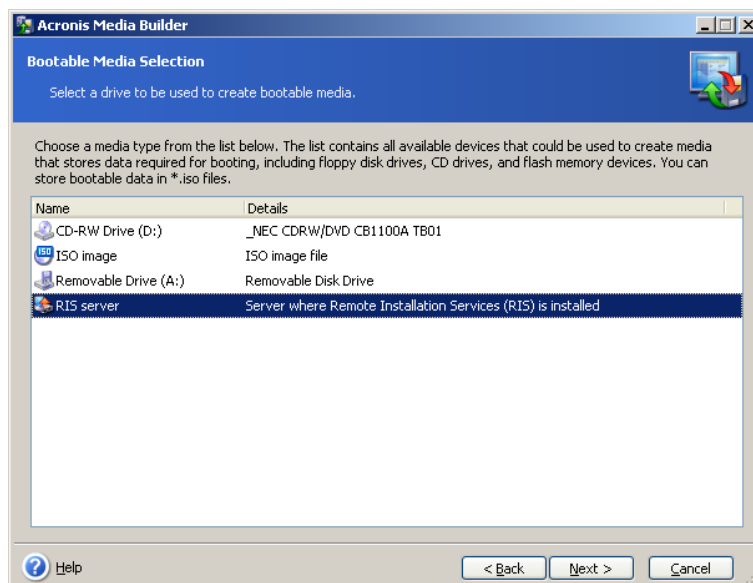 Acronis Media Builder
Bootable Media Selection
Select a drive to be used to create bootable media.
Choose a media type from the list below. The list contains all available devices that could be used to create media
that stores data required for booting, including floppy disk drives, CD drives, and flash memory devices. You can
store bootable data in *.iso files.
Name Details
CD-RW Drive (D:) _NEC CDRW/DVD CB1100A TB01
ISO ISO image ISO image file
Removable Drive (A:) Removable Disk Drive
RIS server Server where Remote Installation Services (RIS) is installed
? Help < Back Next > Cancel